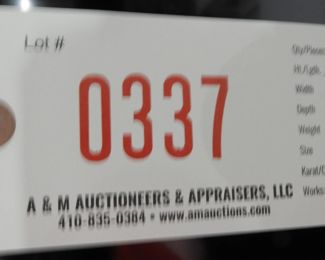 Lot #
0337
A & M AUCTIONEERS & APPRAISERS, LLC
410-835-0384 • www.amauctions.com
Qty/Pieces
Ht./Lgth.
Width
Depth
Weight
Size
Karat/C
Works: